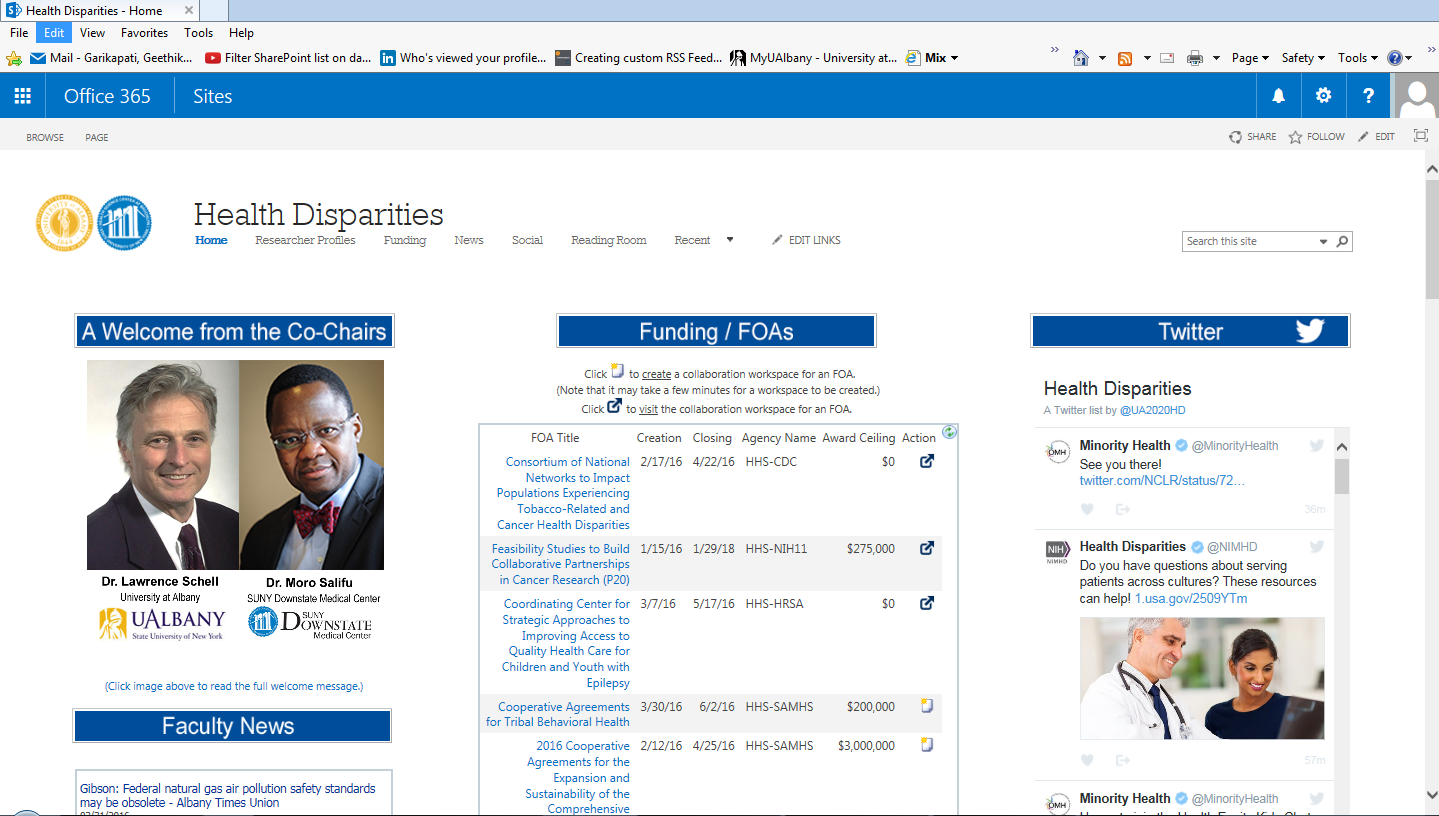 Health Disparities - Home
File Edit View Favorites Tools Help
Mail - Garikapati, Geethik... Filter SharePoint list on da... Who's viewed your profile... Creating custom RSS Feed... MyUAlbany - University at... Mix Page Safety Tools
Office 365 Sites
BROWSE PAGE SHARE FOLLOW EDIT
Health Disparities
Home Researcher Profiles Funding News Social Reading Room Recent EDIT LINKS
Search this site
A Welcome from the Co-Chairs
Dr. Lawrence Schell
University at Albany
UALBANY
State University of New York
Dr. Moro Salifu
SUNY Downstate Medical Center
SUNY
DOWNSTATE
Medical Center
(Click image above to read the full welcome message.)
Faculty News
Gibson: Federal natural gas air pollution safety standards
may be obsolete - Albany Times Union
Funding / FOAs
Click to create a collaboration workspace for an FOA.
(Note that it may take a few minutes for a workspace to be created.)
Click to visit the collaboration workspace for an FOA.
FOA Title Creation Closing Agency Name Award Ceiling Action
Consortium of National 2/17/16 4/22/16 HHS-CDC $0
Networks to Impact
Populations Experiencing
Tobacco-Related and
Cancer Health Disparities
Feasibility Studies to Build 1/15/16 1/29/18 HHS-NIH11 $275,000
Collaborative Partnerships
in Cancer Research (P20)
Coordinating Center for 3/7/16 5/17/16 HHS-HRSA $0
Strategic Approaches to
Improving Access to
Quality Health Care for
Children and Youth with
Epilepsy
Cooperative Agreements 3/30/16 6/2/16 HHS-SAMHS $200,000
for Tribal Behavioral Health
2016 Cooperative 2/12/16 4/25/16 HHS-SAMHS $3,000,000
Agreements for the
Expansion and
Sustainability of the
Comprehensive
Twitter
Health Disparities
A Twitter list by @UA2020HD
OMH
Minority Health @MinorityHealth
See you there!
twitter.com/NCLR/status/72...
36m
NIH
NIMHD
Health Disparities @NIMHD
Do you have questions about serving
patients across cultures? These resources
can help! 1.usa.gov/2509YTm
57m
OMH
Minority Health @MinorityHealth